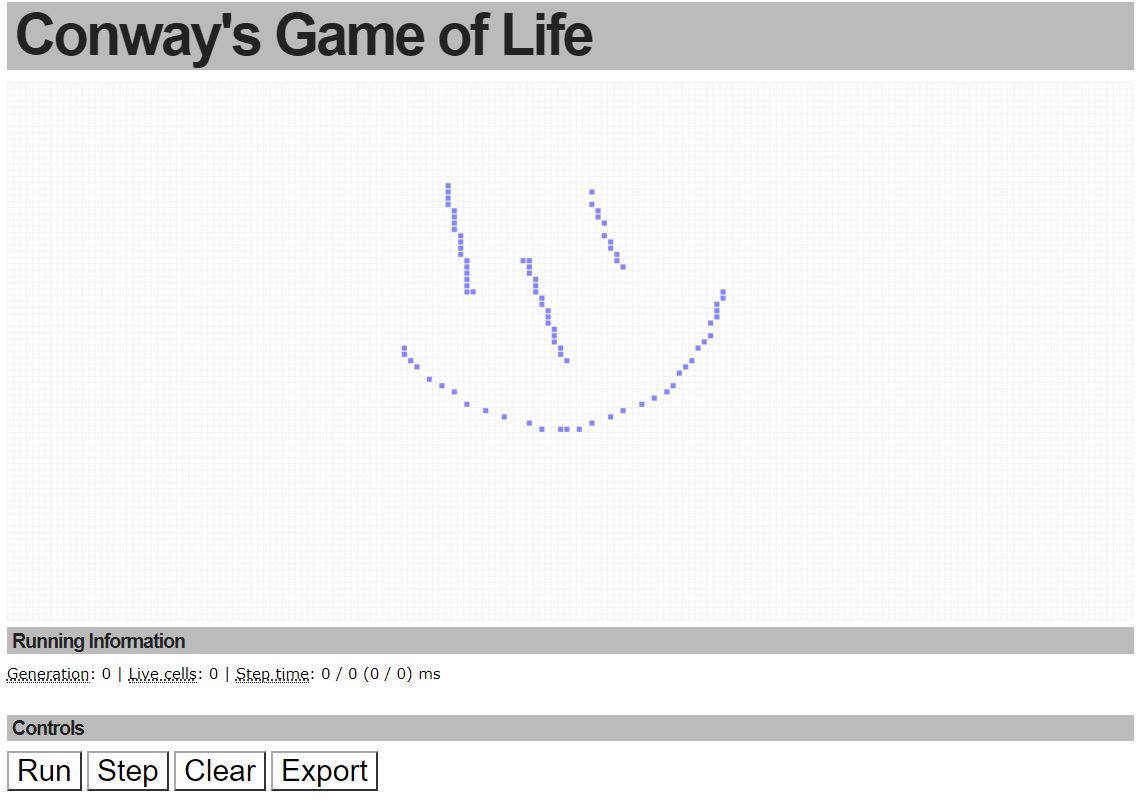 Conway's Game of Life
Running Information
Generation: 0 | Live cells: 0 | Step time: 0 / 0 (0 / 0) ms
Controls
Run Step Clear Export